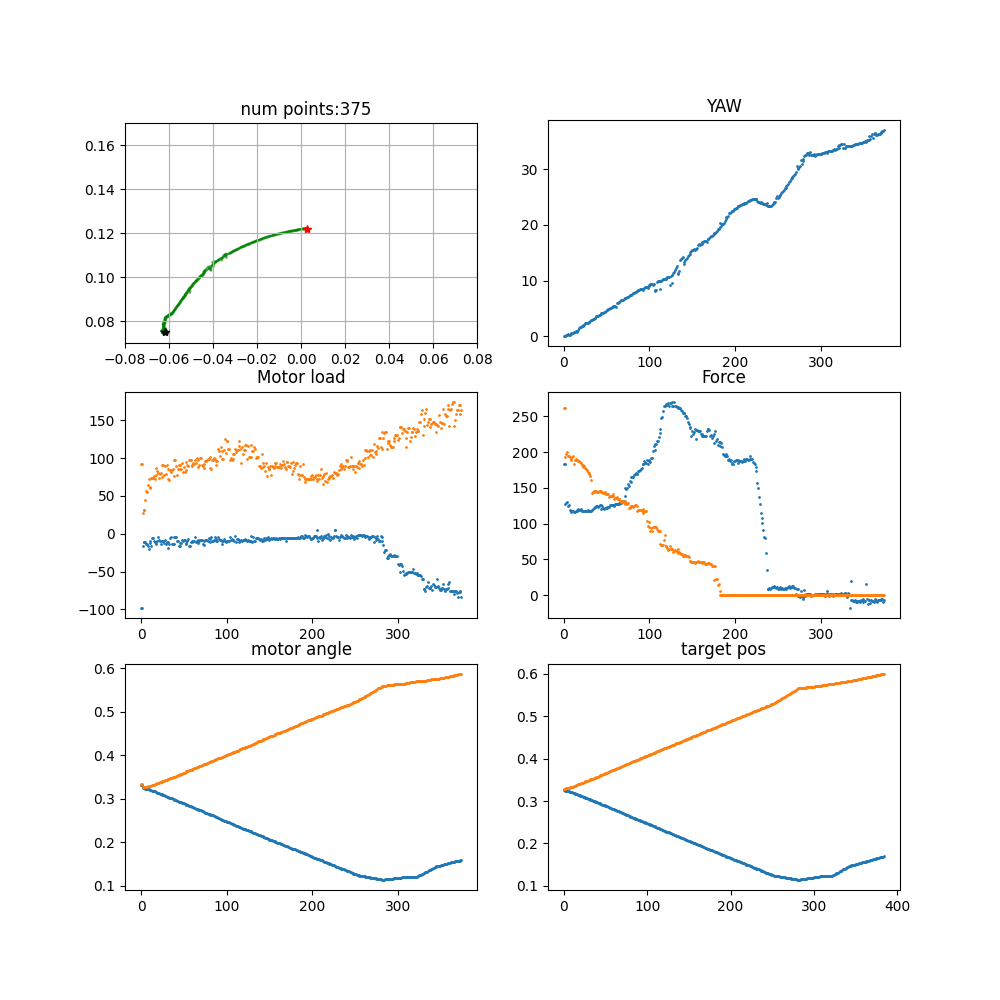 num points:375
0.16
0.14
0.12
0.10
0.08
−0.08 −0.06 −0.04 −0.02 0.00 0.02 0.04 0.06 0.08
YAW
30
20
10
0
0 100 200 300
Motor load
150
100
50
0
−50
−100
0 100 200 300
Force
250
200
150
100
50
0
0 100 200 300
motor angle
0.6
0.5
0.4
0.3
0.2
0.1
0 100 200 300
target pos
0.6
0.5
0.4
0.3
0.2
0.1
0 100 200 300 400